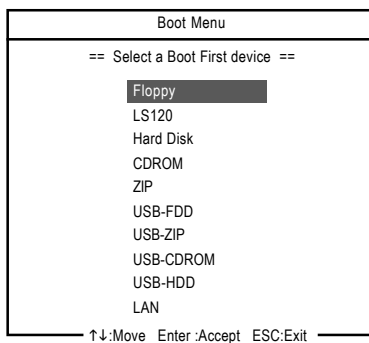 Boot Menu
== Select a Boot First device ==
Floppy
LS120
Hard Disk
CDROM
ZIP
USB-FDD
USB-ZIP
USB-CDROM
USB-HDD
LAN
↑↓:Move Enter :Accept ESC:Exit